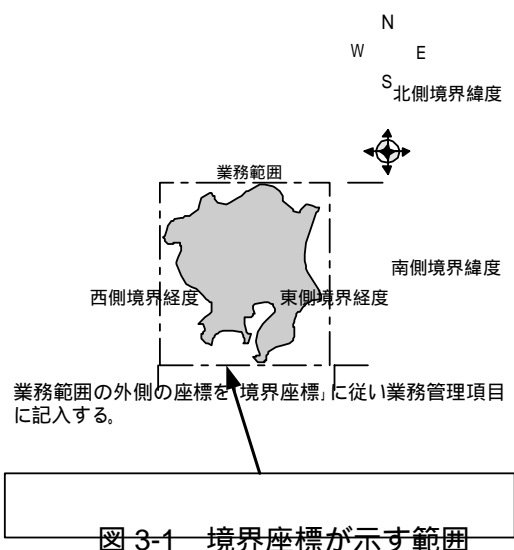 N
W E
S
北側境界緯度
業務範囲
南側境界緯度
西側境界経度 東側境界経度
業務範囲の外側の座標を「境界座標」に従い業務管理項目
に記入する。
図 3-1 境界座標が示す範囲